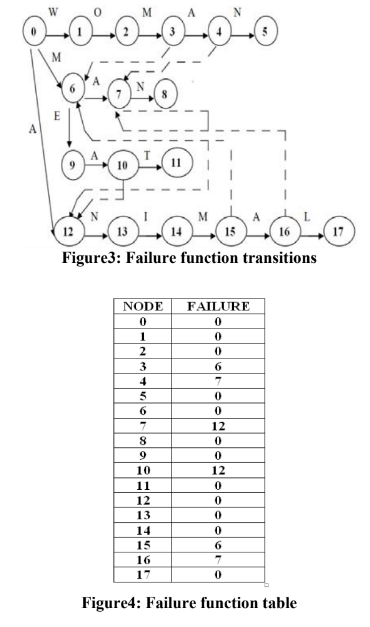 W O M A N
0 1 2 3 4 5
M
6 A 7 N 8
A E
9 A 10 T 11
12 N 13 I 14 M 15 A 16 L 17
Figure3: Failure function transitions
NODE FAILURE
0 0
1 0
2 0
3 6
4 7
5 0
6 0
7 12
8 0
9 0
10 12
11 0
12 0
13 0
14 0
15 6
16 7
17 0
Figure4: Failure function table